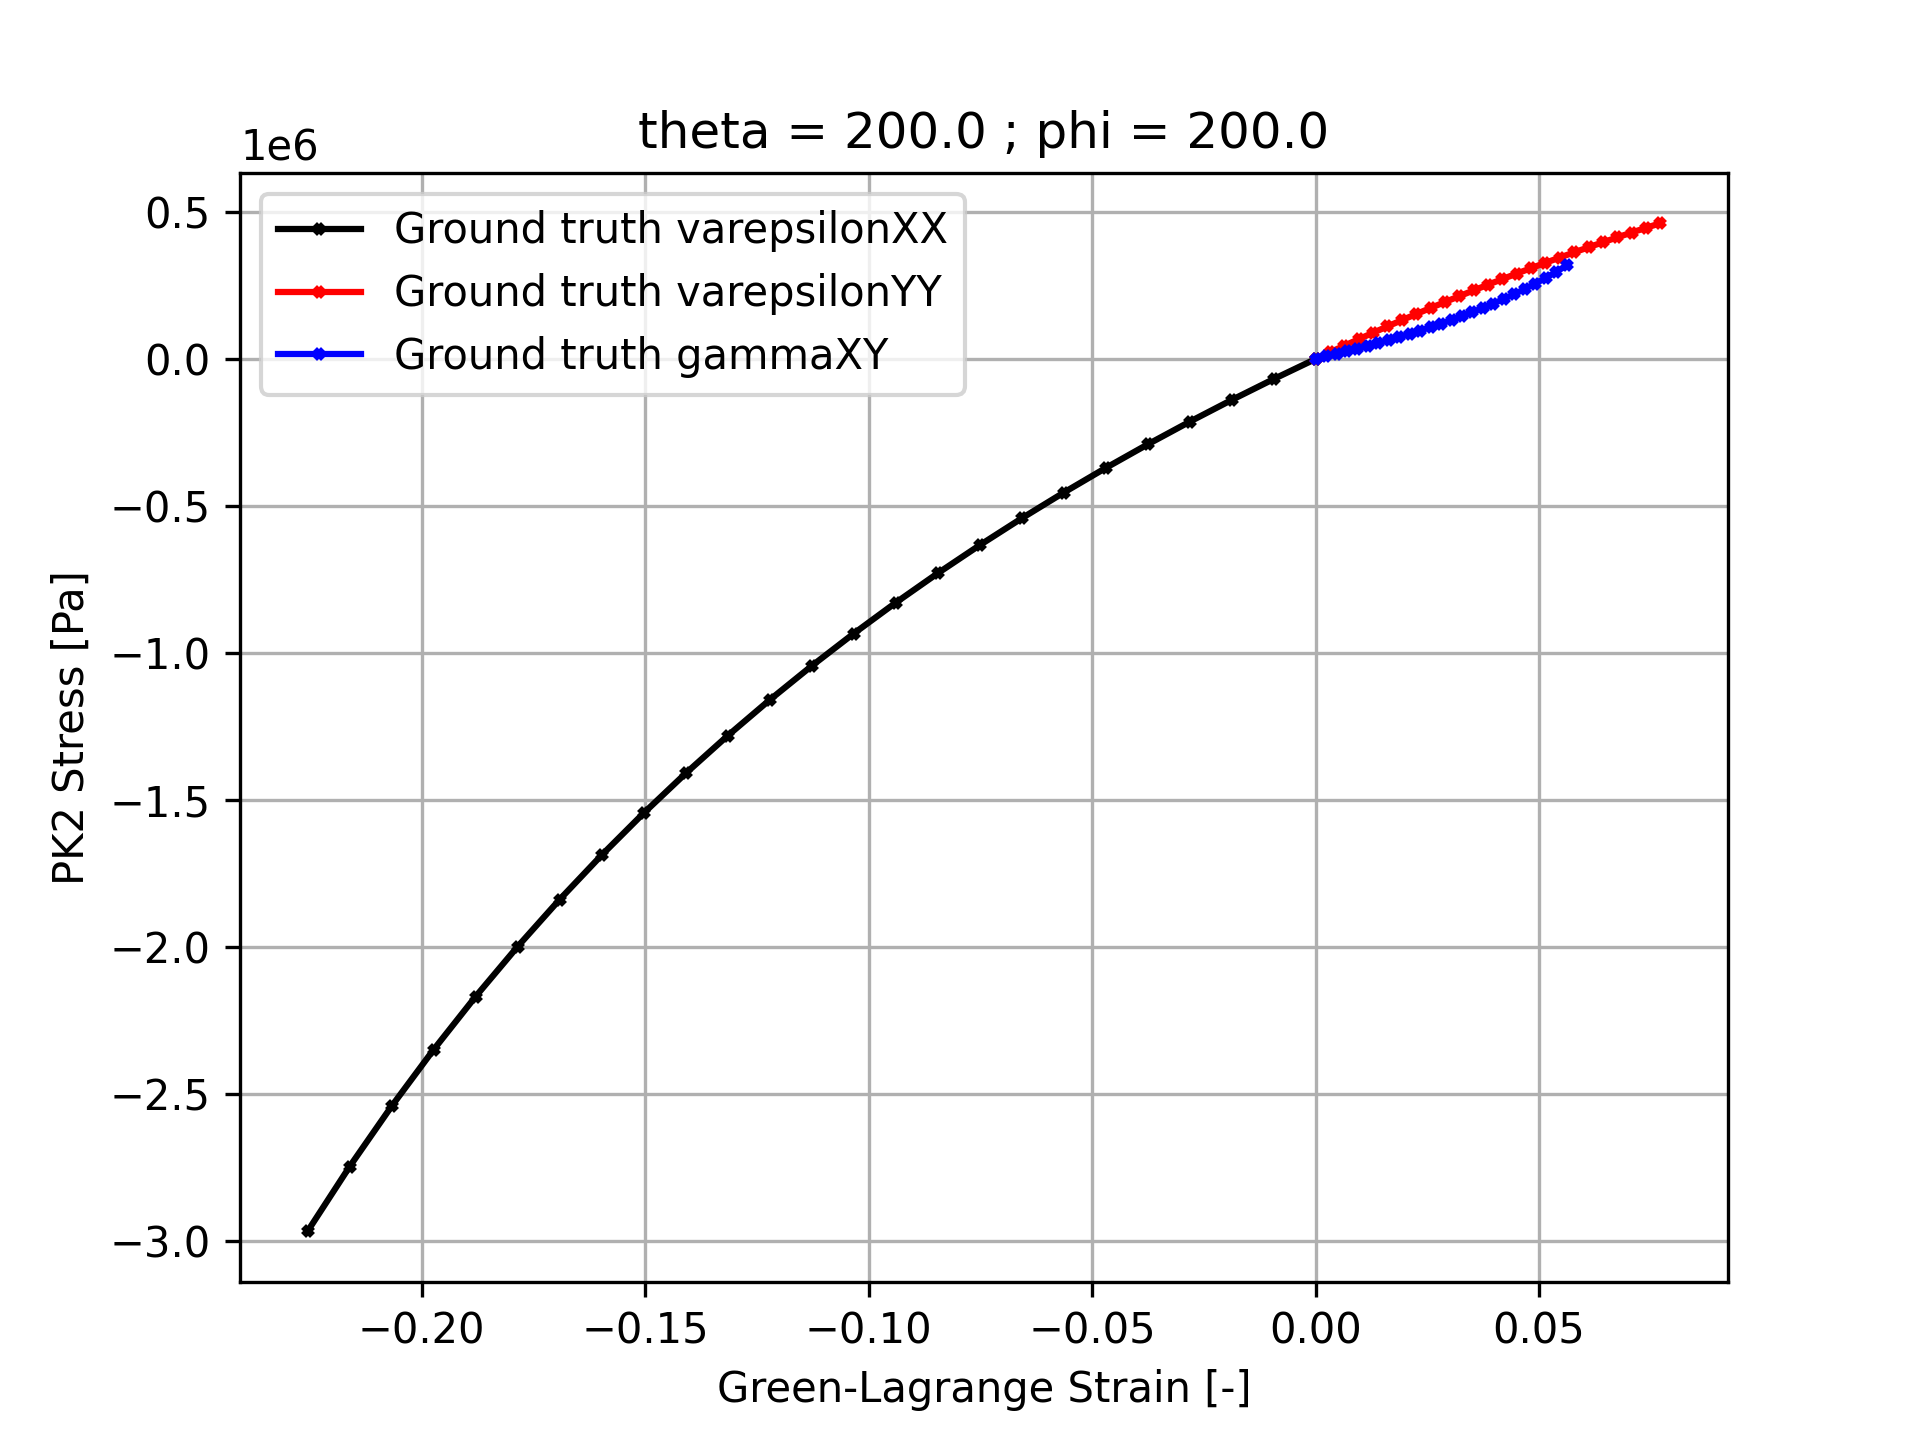 theta = 200.0 ; phi = 200.0
1e6
Ground truth varepsilonXX
Ground truth varepsilonYY
Ground truth gammaXY
0.5
0.0
−0.5
−1.0
−1.5
−2.0
−2.5
−3.0
PK2 Stress [Pa]
−0.20 −0.15 −0.10 −0.05 0.00 0.05
Green-Lagrange Strain [-]